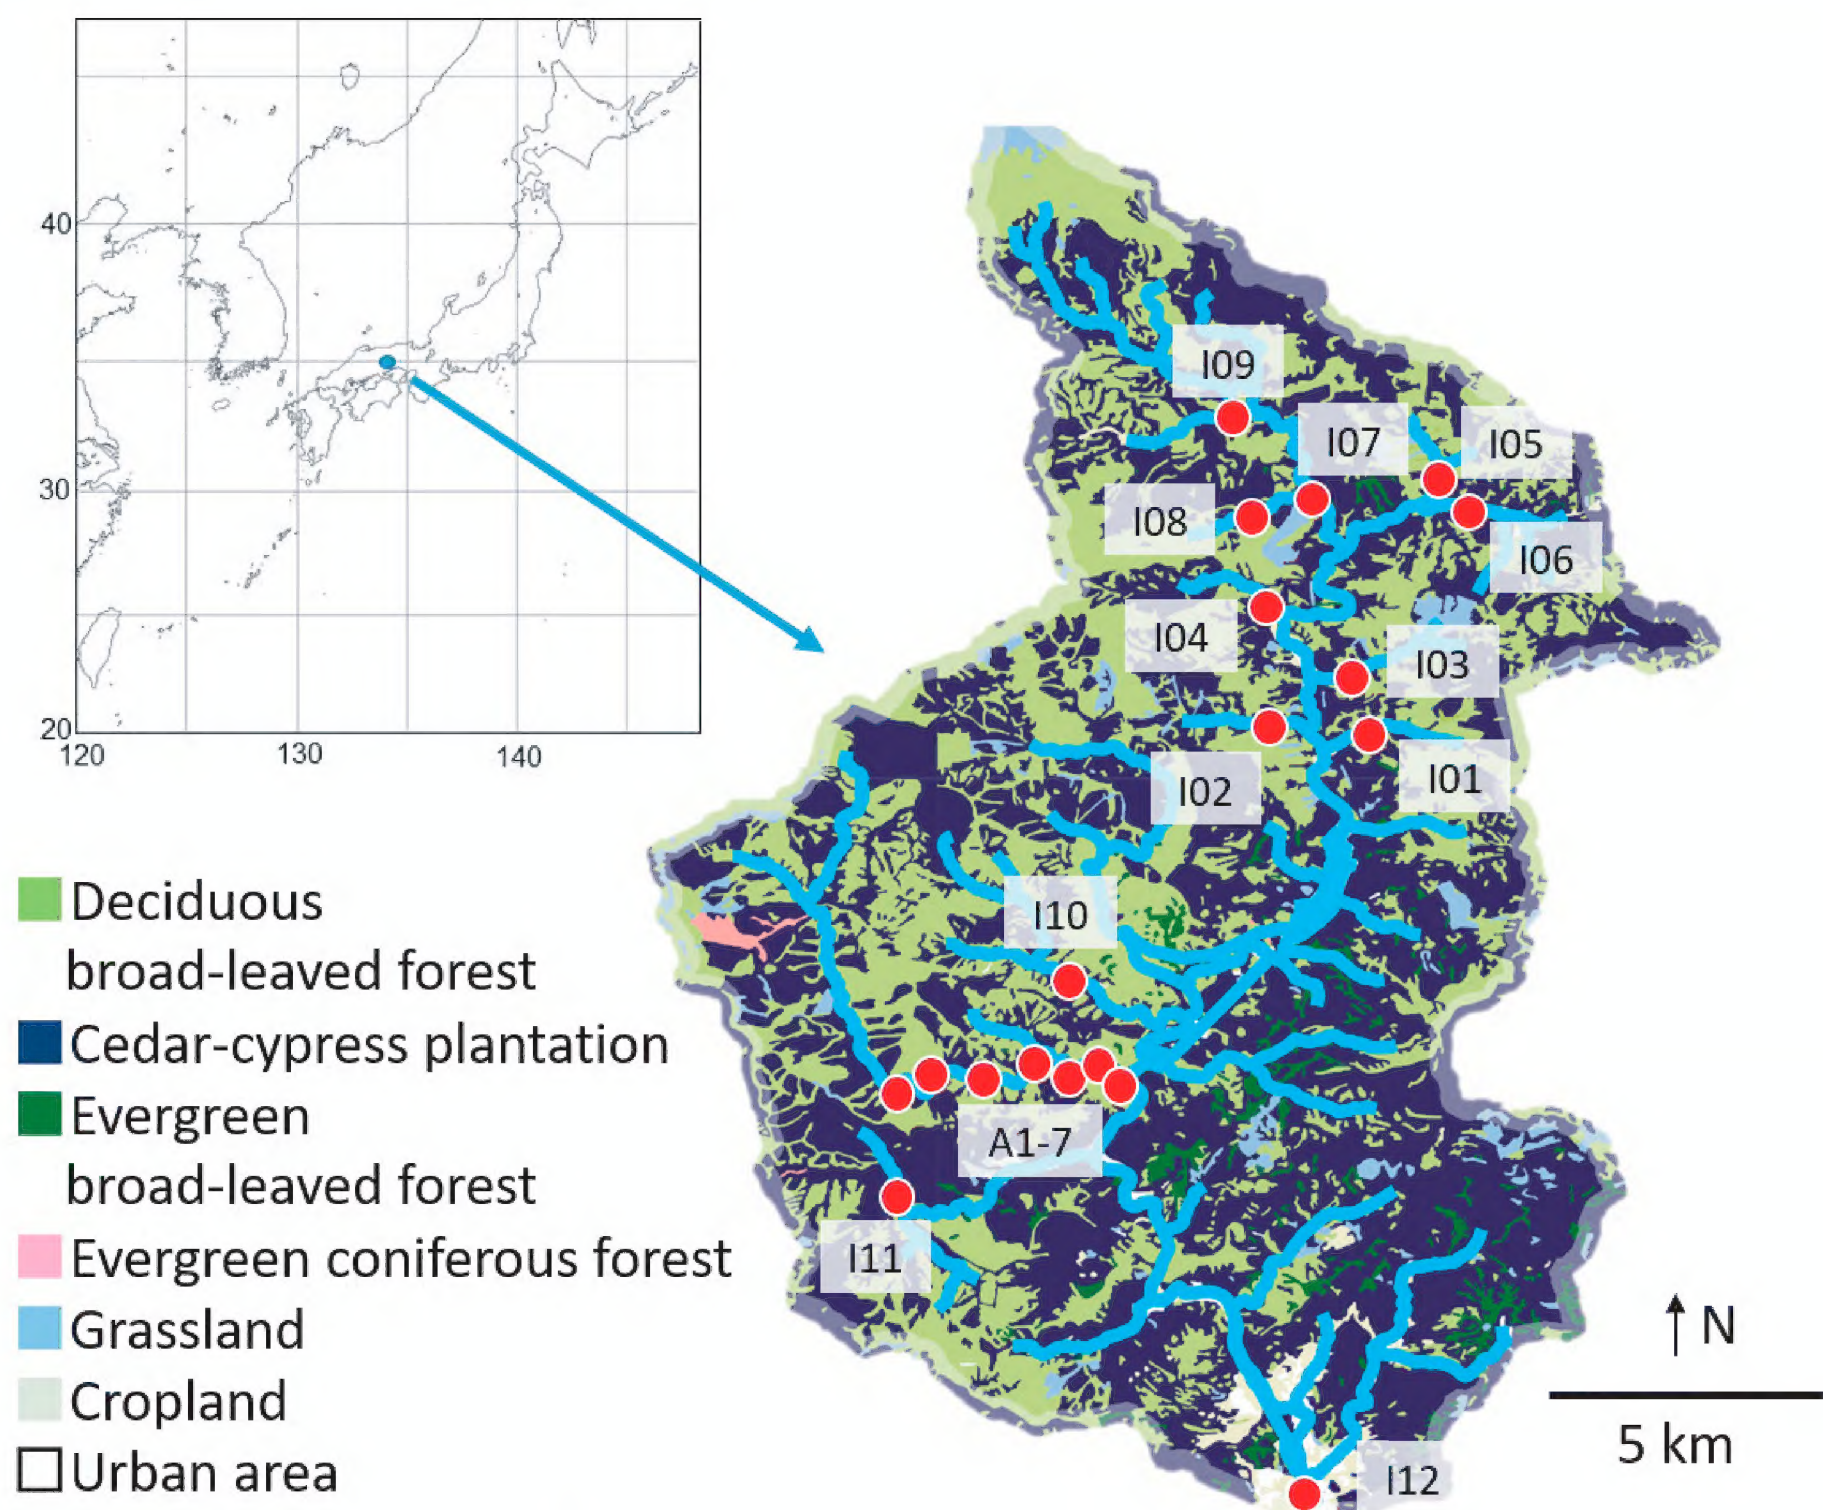 40
30
20
120
130
140
I09
I07
I05
I08
I06
I04
I03
I02
I01
I10
A1-7
I11
I12
Deciduous
broad-leaved forest
Cedar-cypress plantation
Evergreen
broad-leaved forest
Evergreen coniferous forest
Grassland
Cropland
Urban area
N
5 km